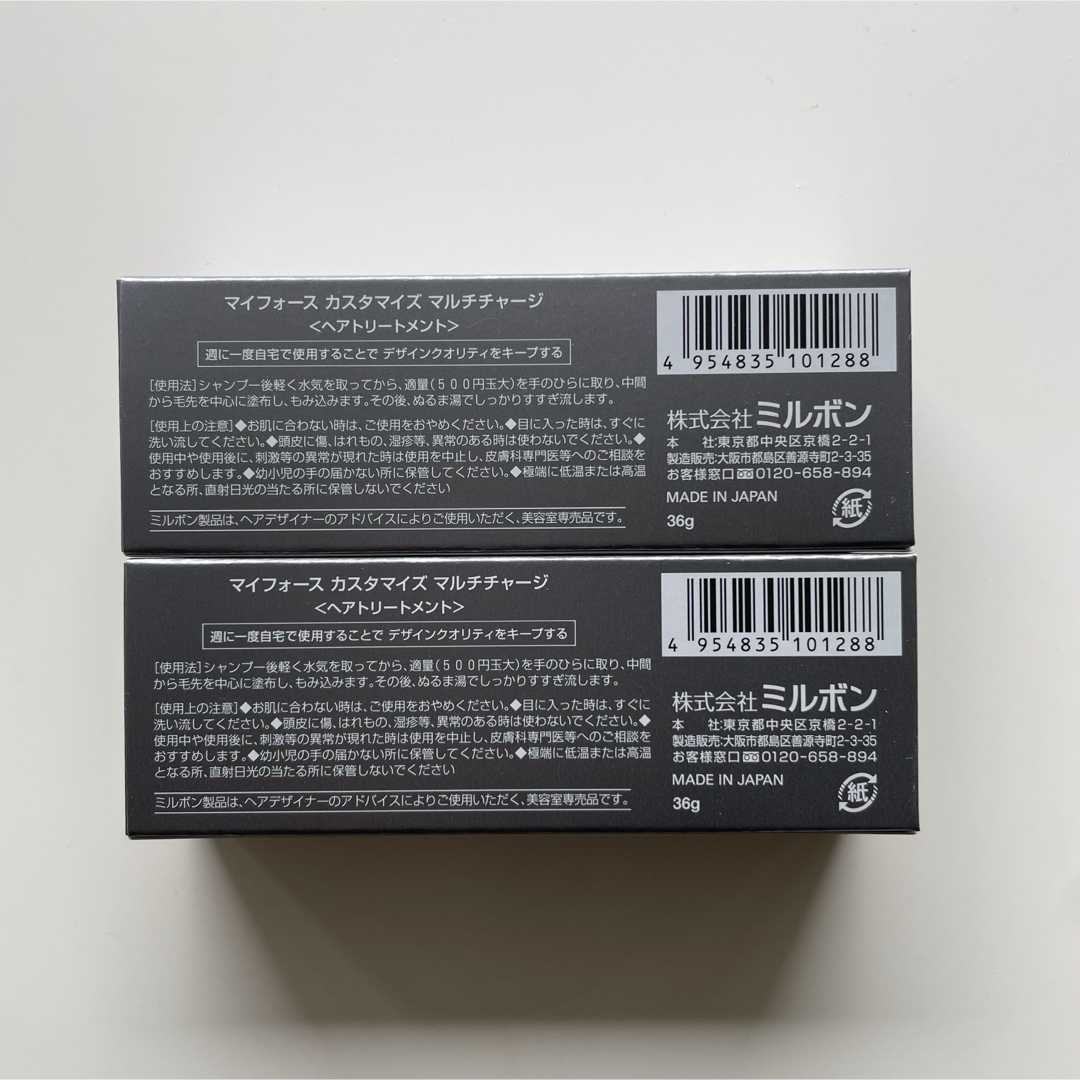 マイフォース カスタマイズ マルチチャージ
<ヘアトリートメント>
週に一度自宅で使用することで デザインクオリティをキープする
[使用法]シャンプー後軽く水気を取ってから、適量(500円玉大)を手のひらに取り、中間
から毛先を中心に塗布し、もみ込みます。その後、ぬるま湯でしっかりすすぎ流します。
[使用上の注意]◆お肌に合わない時は、ご使用をおやめください。◆目に入った時は、すぐに
洗い流してください。◆頭皮に傷、はれもの、湿疹等、異常のある時は使わないでください。◆
使用中や使用後に、刺激等の異常が現れた時は使用を中止し、皮膚科専門医等へのご相談を
おすすめします。◆幼小児の手の届かない所に保管してください。◆極端に低温または高温
となる所、直射日光の当たる所に保管しないでください
ミルボン製品は、ヘアデザイナーのアドバイスによりご使用いただく、美容室専売品です。
4 954835 101288
株式会社ミルボン
本 社:東京都中央区京橋2-2-1
製造販売:大阪市都島区善源寺町2-3-35
お客様窓口 0120-658-894
MADE IN JAPAN
36g
紙
マイフォース カスタマイズ マルチチャージ
<ヘアトリートメント>
週に一度自宅で使用することで デザインクオリティをキープする
[使用法]シャンプー後軽く水気を取ってから、適量(500円玉大)を手のひらに取り、中間
から毛先を中心に塗布し、もみ込みます。その後、ぬるま湯でしっかりすすぎ流します。
[使用上の注意]◆お肌に合わない時は、ご使用をおやめください。◆目に入った時は、すぐに
洗い流してください。◆頭皮に傷、はれもの、湿疹等、異常のある時は使わないでください。◆
使用中や使用後に、刺激等の異常が現れた時は使用を中止し、皮膚科専門医等へのご相談を
おすすめします。◆幼小児の手の届かない所に保管してください。◆極端に低温または高温
となる所、直射日光の当たる所に保管しないでください
ミルボン製品は、ヘアデザイナーのアドバイスによりご使用いただく、美容室専売品です。
4 954835 101288
株式会社ミルボン
本 社:東京都中央区京橋2-2-1
製造販売:大阪市都島区善源寺町2-3-35
お客様窓口 0120-658-894
MADE IN JAPAN
36g
紙